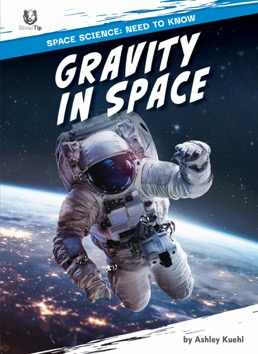 SilverTip
SPACE SCIENCE: NEED TO KNOW
GRAVITY
IN SPACE
by Ashley Kuehl